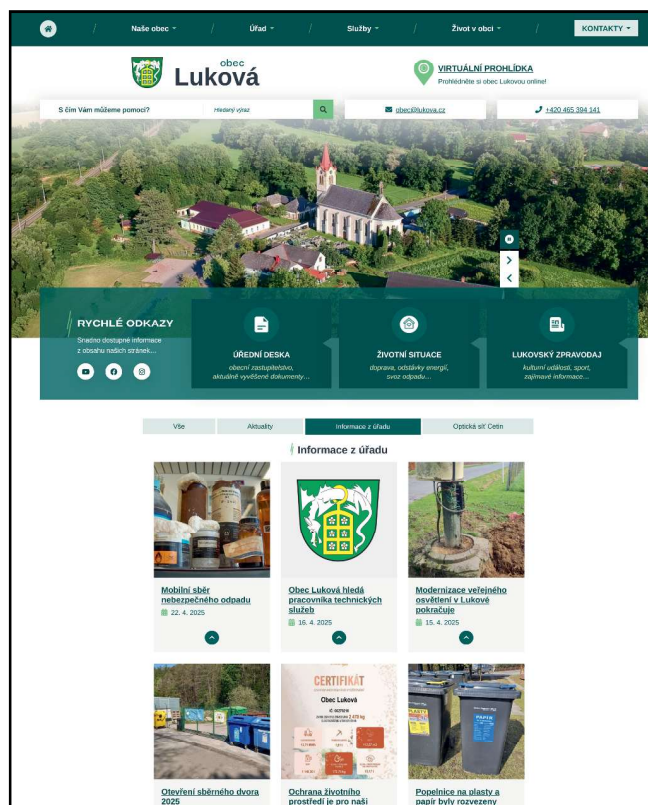 Naše obec
Úřad
Služby
Život v obci
KONTAKTY
obec
Luková
VIRTUÁLNÍ PROHLÍDKA
Prohlédněte si obec Lukovou online!
S čím Vám můžeme pomoci?
Hledaný výraz
obec@lukova.cz
+420 465 394 141
RYCHLÉ ODKAZY
Snadno dostupné informace
z obsahu našich stránek...
ÚŘEDNÍ DESKA
obecní zastupitelstvo,
aktuálně vyvěšené dokumenty...
ŽIVOTNÍ SITUACE
doprava, odstávky energií,
svoz odpadu...
LUKOVSKÝ ZPRAVODAJ
kulturní události, sport,
zajímavé informace...
Vše
Aktuality
Informace z úřadu
Optická síť Cetin
Informace z úřadu
Mobilní sběr
nebezpečného odpadu
22. 4. 2025
Obec Luková hledá
pracovníka technických
služeb
16. 4. 2025
Modernizace veřejného
osvětlení v Lukové
pokračuje
15. 4. 2025
CERTIFIKÁT
Obec Luková
PLASTY
PAPÍR
Otevření sběrného dvora
2025
Ochrana životního
prostředí je pro naši
Popelnice na plasty a
papír byly rozvezeny